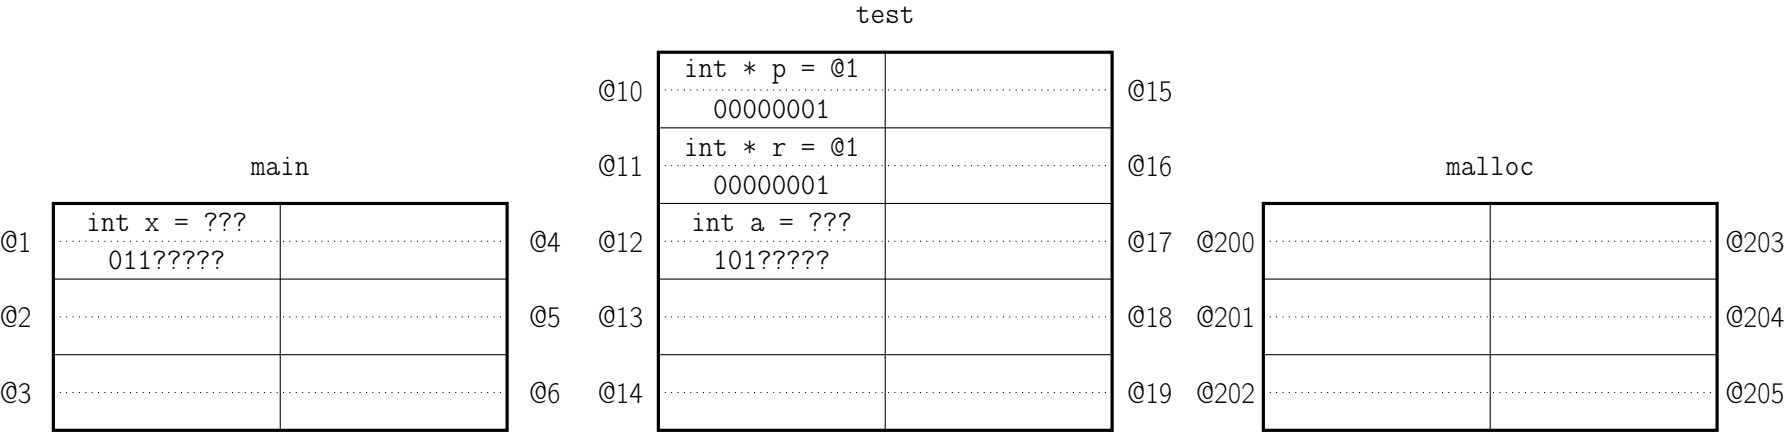 test
int * p = @1
@10 @15
00000001
int * r = @1
@11 @16
00000001
main malloc
int x = ??? int a = ???
@1 @4 @12 @17 @200 @203
011????? 101?????
@2 @5 @13 @18 @201 @204
@3 @6 @14 @19 @202 @205